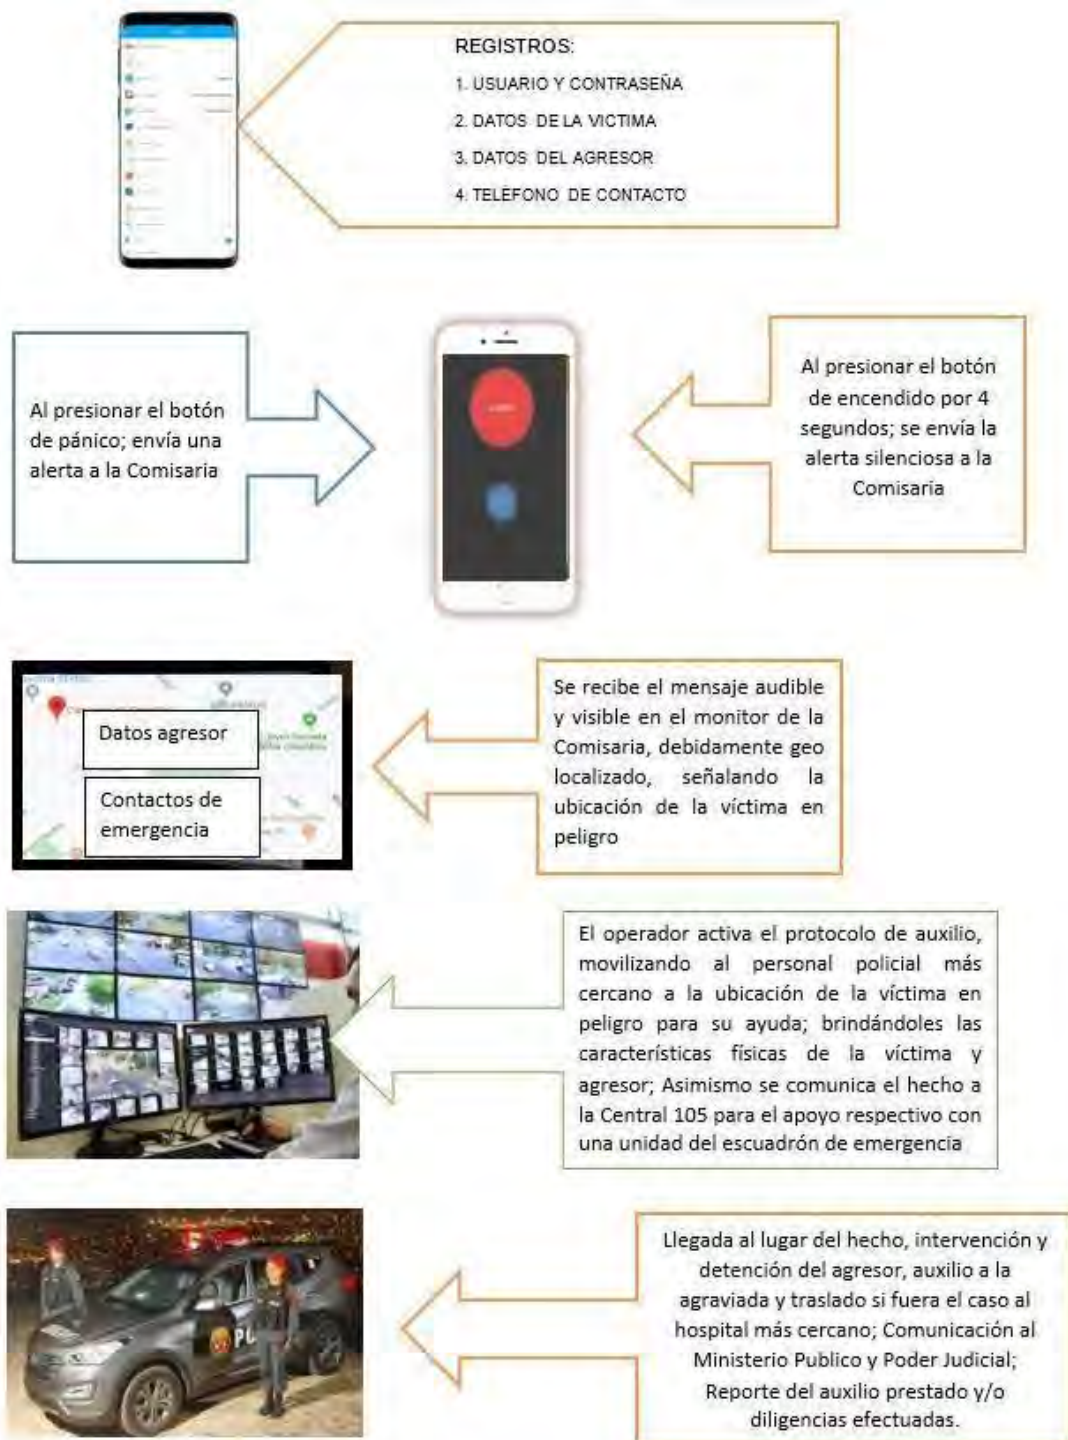 REGISTROS:
1. USUARIO Y CONTRASEÑA
2. DATOS DE LA VICTIMA
3. DATOS DEL AGRESOR
4. TELÉFONO DE CONTACTO
Al presionar el botón
de pánico; envía una
alerta a la Comisaria
Al presionar el botón
de encendido por 4
segundos; se envía la
alerta silenciosa a la
Comisaria
Datos agresor
Contactos de
emergencia
Se recibe el mensaje audible
y visible en el monitor de la
Comisaria, debidamente geo
localizado, señalando la
ubicación de la víctima en
peligro
El operador activa el protocolo de auxilio,
movilizando al personal policial más
cercano a la ubicación de la víctima en
peligro para su ayuda; brindándoles las
características físicas de la víctima y
agresor; Asimismo se comunica el hecho a
la Central 105 para el apoyo respectivo con
una unidad del escuadrón de emergencia
Llegada al lugar del hecho, intervención y
detención del agresor, auxilio a la
agraviada y traslado si fuera el caso al
hospital más cercano; Comunicación al
Ministerio Publico y Poder Judicial;
Reporte del auxilio prestado y/o
diligencias efectuadas.